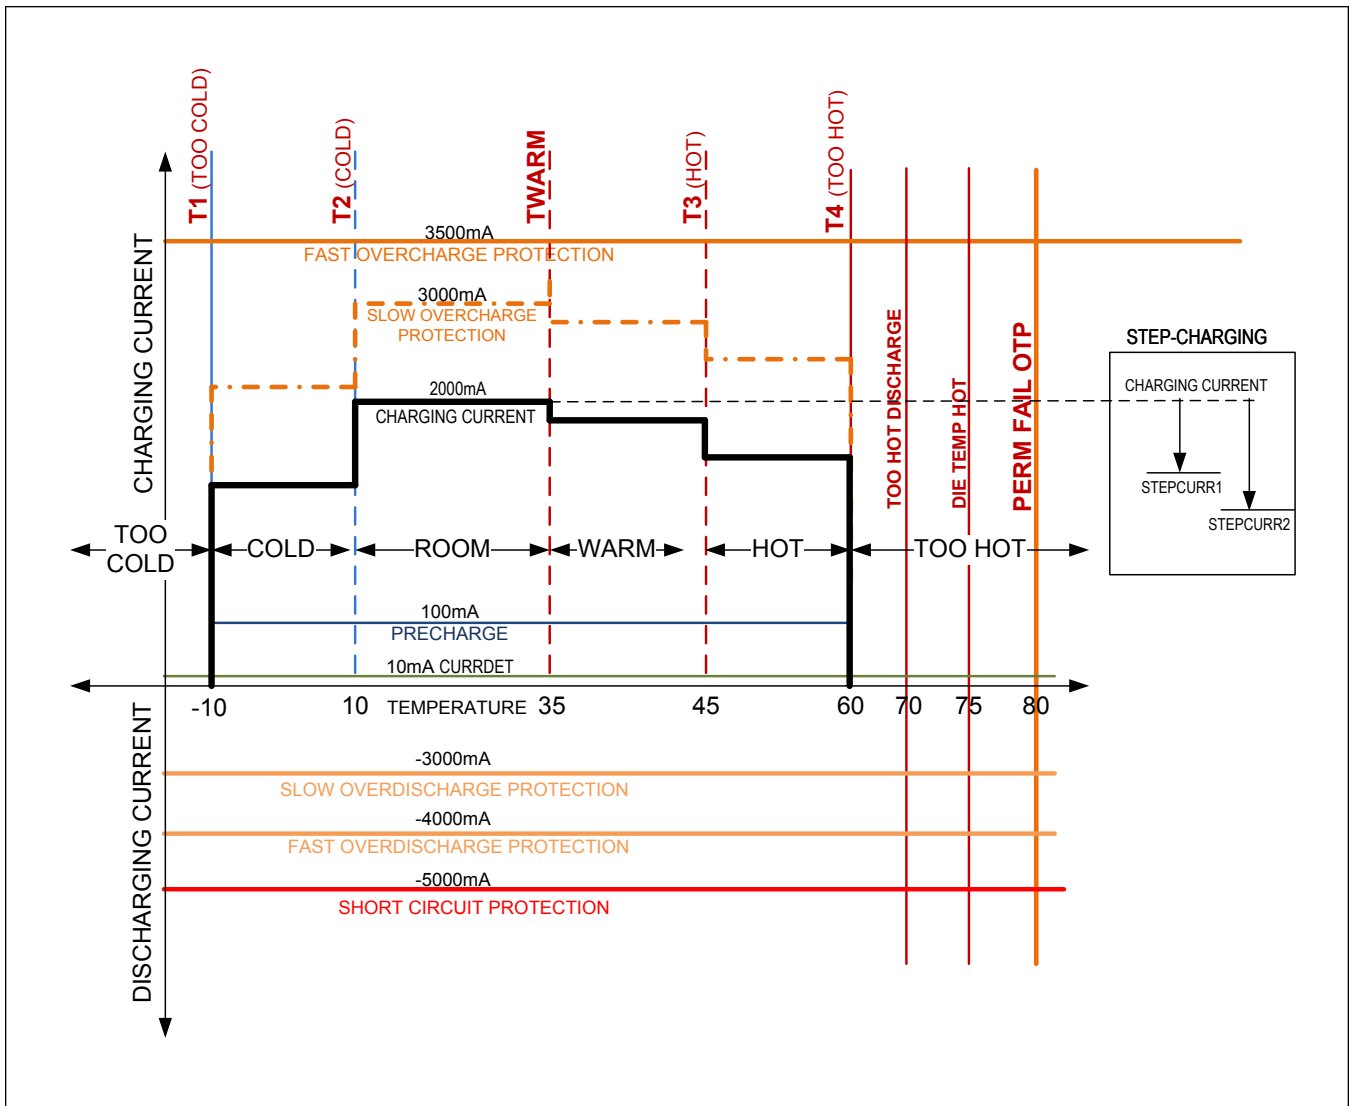 T1 (TOO COLD)
T2 (COLD)
TWARM
T3 (HOT)
T4 (TOO HOT)
CHARGING CURRENT
3500mA
FAST OVERCHARGE PROTECTION
3000mA
SLOW OVERCHARGE
PROTECTION
2000mA
CHARGING CURRENT
TOO HOT DISCHARGE
DIE TEMP HOT
PERM FAIL OTP
STEP-CHARGING
CHARGING CURRENT
STEPCURR1
STEPCURR2
TOO
COLD
COLD
ROOM
WARM
HOT
TOO HOT
100mA
PRECHARGE
10mA CURRDET
-10
10
TEMPERATURE
35
45
60
70
75
80
DISCHARGING CURRENT
-3000mA
SLOW OVERDISCHARGE PROTECTION
-4000mA
FAST OVERDISCHARGE PROTECTION
-5000mA
SHORT CIRCUIT PROTECTION